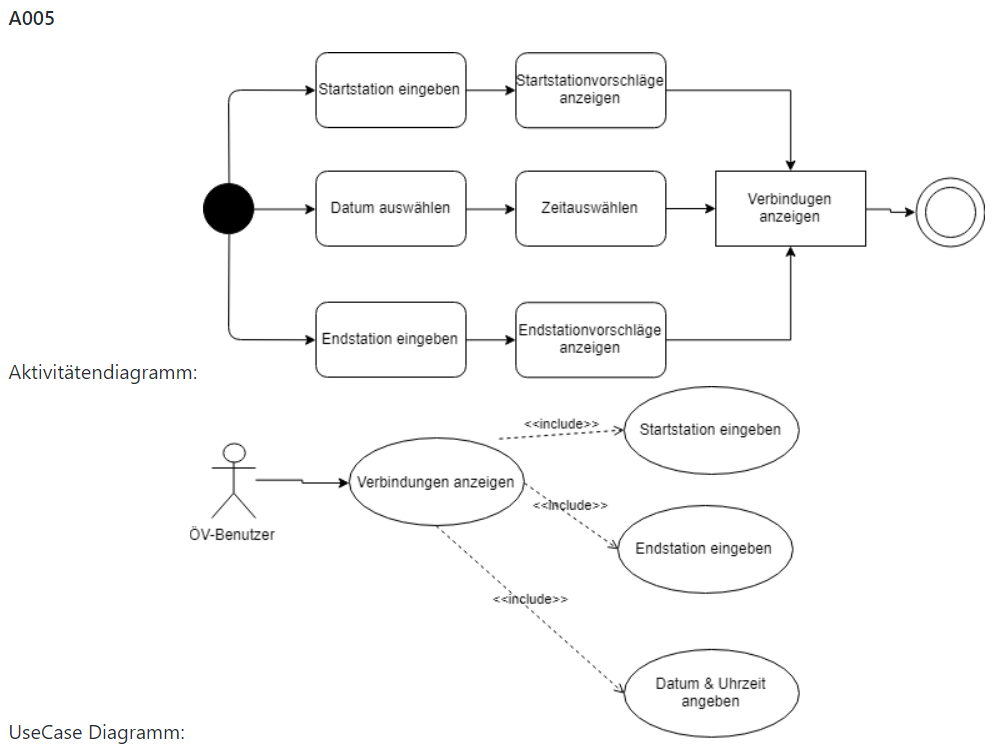 A005
Startstation eingeben
Startstationvorschläge
anzeigen
Datum auswählen
Zeitauswählen
Verbindugen
anzeigen
Endstation eingeben
Endstationvorschläge
anzeigen
Aktivitätendiagramm:
<<include>>
Startstation eingeben
Verbindungen anzeigen
<<include>>
ÖV-Benutzer
Endstation eingeben
<<include>>
Datum & Uhrzeit
angeben
UseCase Diagramm: